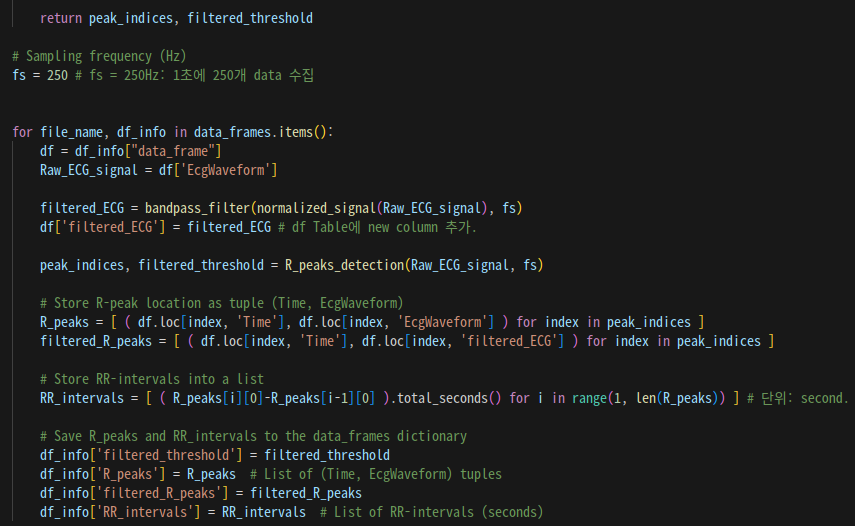 return peak_indices, filtered_threshold
# Sampling frequency (Hz)
fs = 250 # fs = 250Hz: 1초에 250개 data 수집
for file_name, df_info in data_frames.items():
df = df_info["data_frame"]
Raw_ECG_signal = df['EcgWaveform']
filtered_ECG = bandpass_filter(normalized_signal(Raw_ECG_signal), fs)
df['filtered_ECG'] = filtered_ECG # df Table에 new column 추가.
peak_indices, filtered_threshold = R_peaks_detection(Raw_ECG_signal, fs)
# Store R-peak location as tuple (Time, EcgWaveform)
R_peaks = [ ( df.loc[index, 'Time'], df.loc[index, 'EcgWaveform'] ) for index in peak_indices ]
filtered_R_peaks = [ ( df.loc[index, 'Time'], df.loc[index, 'filtered_ECG'] ) for index in peak_indices ]
# Store RR-intervals into a list
RR_intervals = [ ( R_peaks[i][0]-R_peaks[i-1][0] ).total_seconds() for i in range(1, len(R_peaks)) ] # 단위: second.
# Save R_peaks and RR_intervals to the data_frames dictionary
df_info['filtered_threshold'] = filtered_threshold
df_info['R_peaks'] = R_peaks # List of (Time, EcgWaveform) tuples
df_info['filtered_R_peaks'] = filtered_R_peaks
df_info['RR_intervals'] = RR_intervals # List of RR-intervals (seconds)